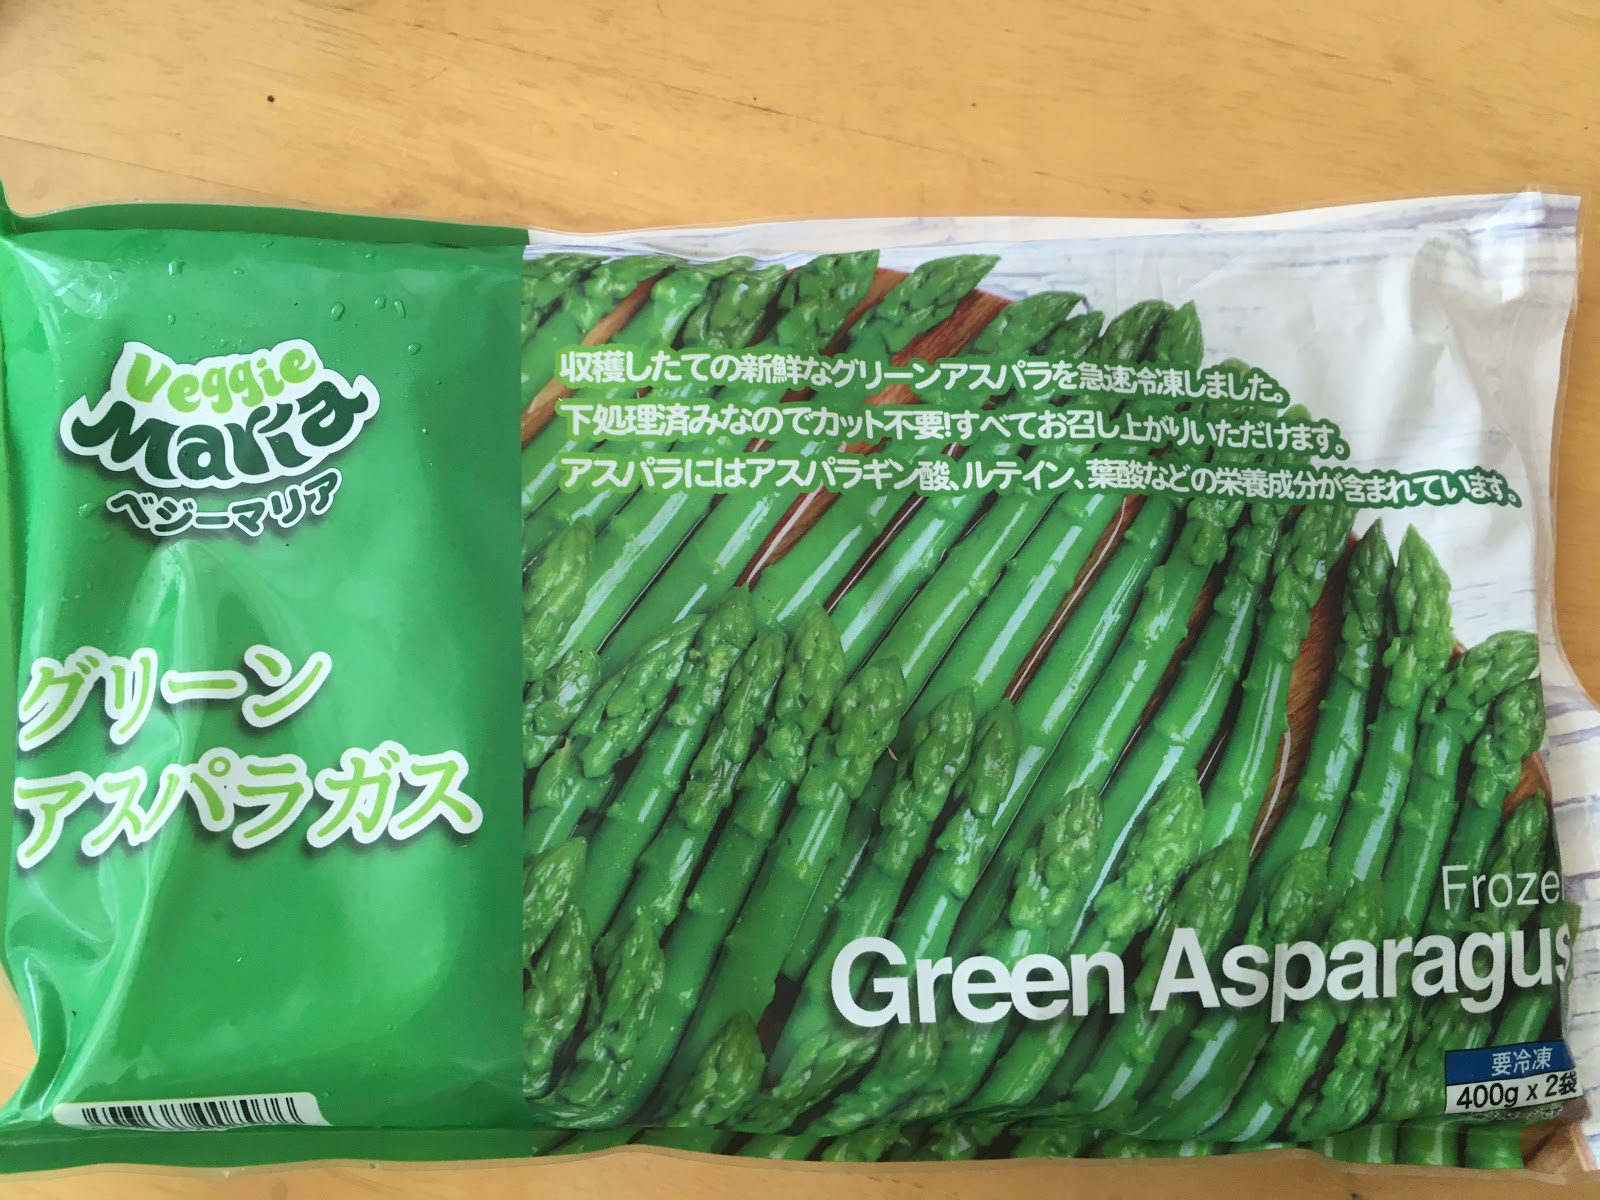 Veggie
Maria
ベジーマリア
グリーン
アスパラガス
収穫したての新鮮なグリーンアスパラを急速冷凍しました。
下処理済みなのでカット不要!すべてお召し上がりいただけます。
アスパラにはアスパラギン酸、ルテイン、葉酸などの栄養成分が含まれています。
Green Asparagus
要冷凍
400g x 2袋